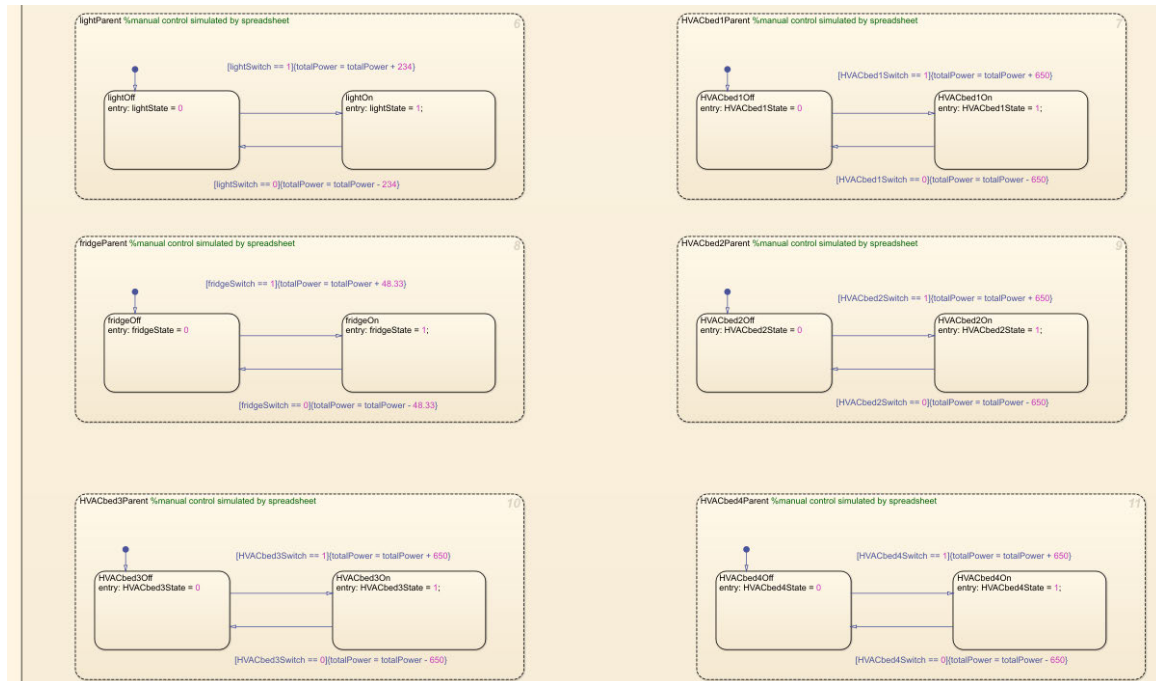 lightParent %manual control simulated by spreadsheet
6
[lightSwitch == 1]{totalPower = totalPower + 234}
lightOff
entry: lightState = 0
lightOn
entry: lightState = 1;
[lightSwitch == 0]{totalPower = totalPower - 234}
HVACbed1Parent %manual control simulated by spreadsheet
7
[HVACbed1Switch == 1]{totalPower = totalPower + 650}
HVACbed1Off
entry: HVACbed1State = 0
HVACbed1On
entry: HVACbed1State = 1;
[HVACbed1Switch == 0]{totalPower = totalPower - 650}
fridgeParent %manual control simulated by spreadsheet
8
[fridgeSwitch == 1]{totalPower = totalPower + 48.33}
fridgeOff
entry: fridgeState = 0
fridgeOn
entry: fridgeState = 1;
[fridgeSwitch == 0]{totalPower = totalPower - 48.33}
HVACbed2Parent %manual control simulated by spreadsheet
9
[HVACbed2Switch == 1]{totalPower = totalPower + 650}
HVACbed2Off
entry: HVACbed2State = 0
HVACbed2On
entry: HVACbed2State = 1;
[HVACbed2Switch == 0]{totalPower = totalPower - 650}
HVACbed3Parent %manual control simulated by spreadsheet
10
[HVACbed3Switch == 1]{totalPower = totalPower + 650}
HVACbed3Off
entry: HVACbed3State = 0
HVACbed3On
entry: HVACbed3State = 1;
[HVACbed3Switch == 0]{totalPower = totalPower - 650}
HVACbed4Parent %manual control simulated by spreadsheet
11
[HVACbed4Switch == 1]{totalPower = totalPower + 650}
HVACbed4Off
entry: HVACbed4State = 0
HVACbed4On
entry: HVACbed4State = 1;
[HVACbed4Switch == 0]{totalPower = totalPower - 650}